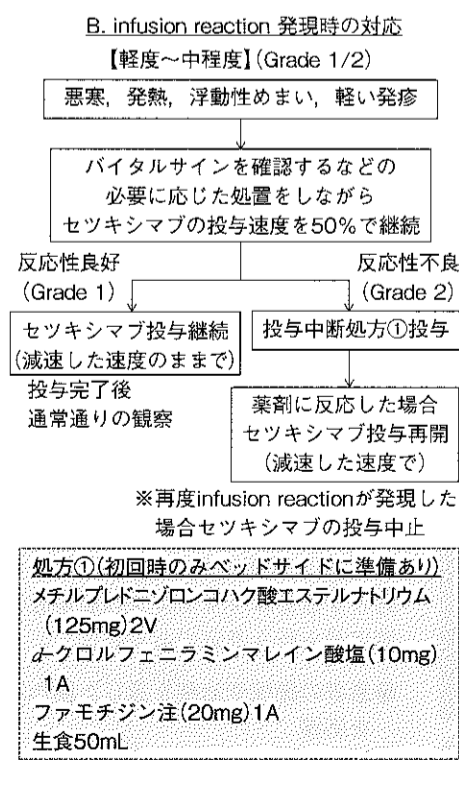 B. infusion reaction 発現時の対応
【軽度～中程度】(Grade 1/2)
悪寒，発熱，浮動性めまい，軽い発疹
バイタルサインを確認するなどの
必要に応じた処置をしながら
セツキシマブの投与速度を50%で継続
反応性良好
(Grade 1)
反応性不良
(Grade 2)
セツキシマブ投与継続
(減速した速度のままで)
投与完了後
通常通りの観察
投与中断処方①投与
薬剤に反応した場合
セツキシマブ投与再開
(減速した速度で)
※再度infusion reactionが発現した
場合セツキシマブの投与中止
処方①(初回時のみベッドサイドに準備あり)
メチルプレドニゾロンコハク酸エステルナトリウム
(125mg)2V
d-クロルフェニラミンマレイン酸塩(10mg)
1A
ファモチジン注(20mg)1A
生食50mL